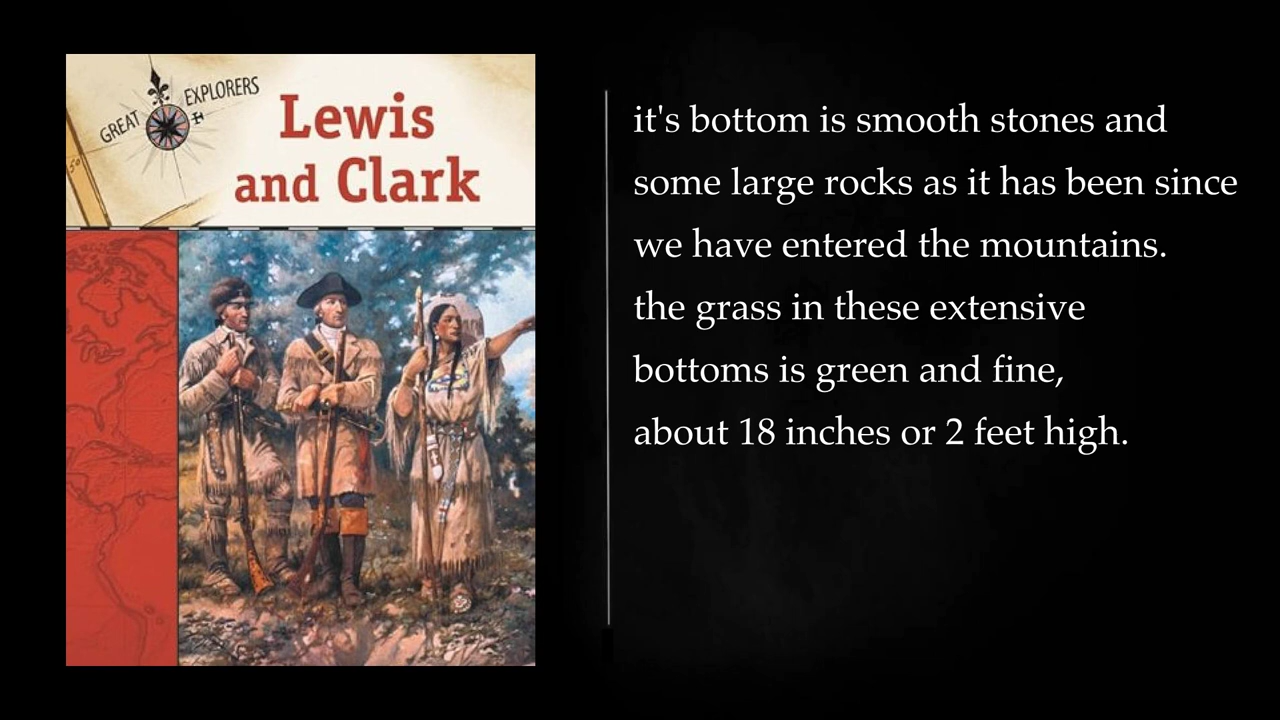 GREAT EXPLORERS
Lewis
and Clark
50
it's bottom is smooth stones and
some large rocks as it has been since
we have entered the mountains.
the grass in these extensive
bottoms is green and fine,
about 18 inches or 2 feet high.